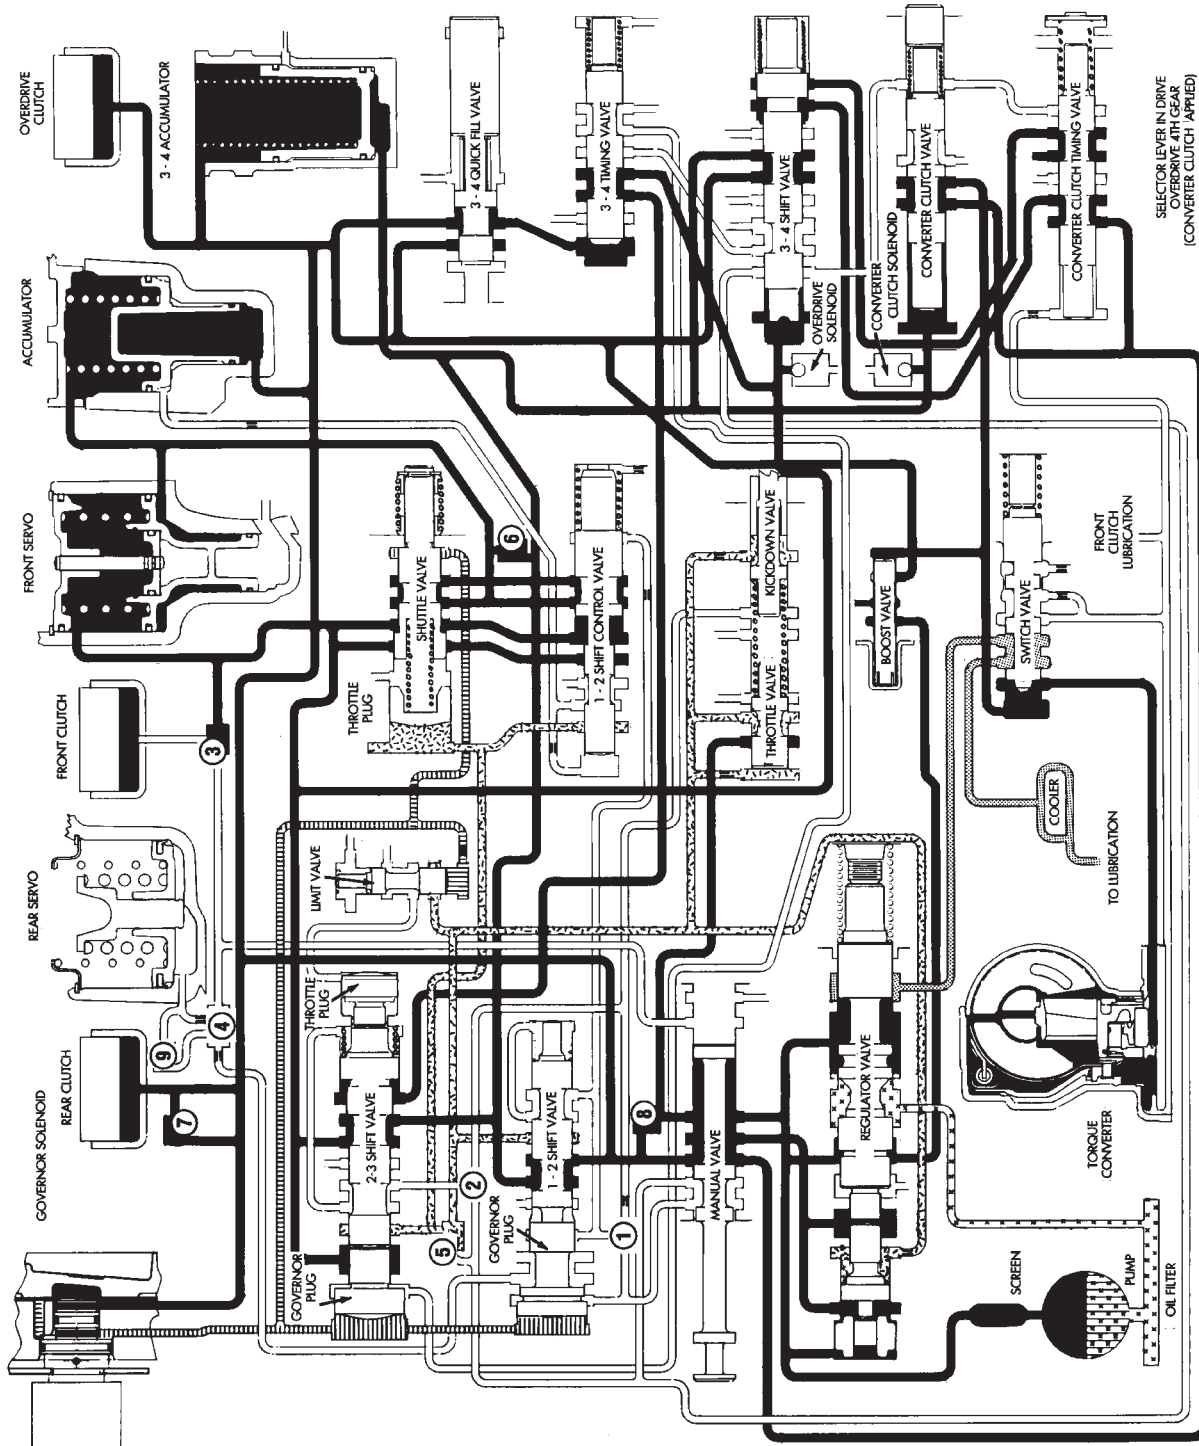 OVERDRIVE
CLUTCH
3 - 4 ACCUMULATOR
3 - 4 QUICK FILL VALVE
3 - 4 TIMING VALVE
3 - 4 SHIFT VALVE
CONVERTER CLUTCH VALVE
CONVERTER CLUTCH TIMING VALVE
SELECTOR LEVER IN DRIVE
OVERDRIVE 4TH GEAR
(CONVERTER CLUTCH APPLIED)
ACCUMULATOR
OVERDRIVE
SOLENOID
CONVERTER
CLUTCH SOLENOID
FRONT SERVO
SHUTTLE VALVE
6
1 - 2 SHIFT CONTROL VALVE
KICKDOWN VALVE
THROTTLE VALVE
BOOST VALVE
SWITCH VALVE
FRONT
CLUTCH
LUBRICATION
FRONT CLUTCH
3
THROTTLE
PLUG
COOLER
TO LUBRICATION
REAR SERVO
LIMIT VALVE
4
9
THROTTLE
PLUG
GOVERNOR SOLENOID
REAR CLUTCH
7
2-3 SHIFT VALVE
2
5
1 - 2 SHIFT VALVE
8
MANUAL VALVE
REGULATOR VALVE
TORQUE
CONVERTER
GOVERNOR
PLUG
GOVERNOR
PLUG
1
SCREEN
PUMP
OIL FILTER